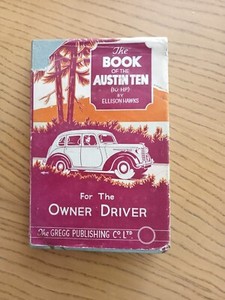 The
BOOK
OF THE
AUSTIN TEN
(10 HP)
BY
ELLISON HAWKS
For The
OWNER DRIVER
The GREGG PUBLISHING Co. LTD